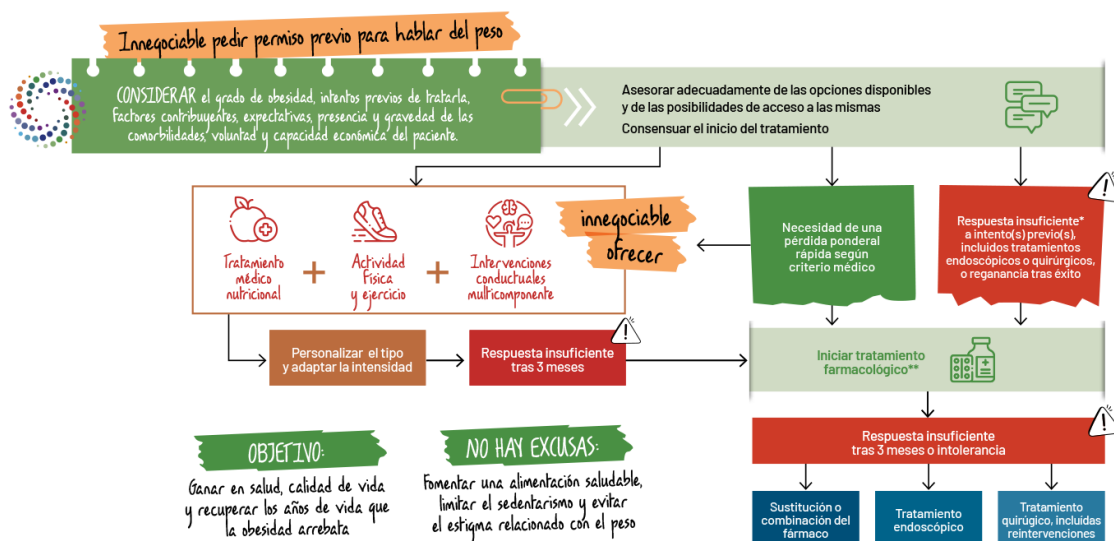 Innegociable pedir permiso previo para hablar del peso
CONSIDERAR el grado de obesidad, intentos previos de tratarla,
Factores contribuyentes, expectativas, presencia y gravedad de las
comorbilidades, voluntad y capacidad económica del paciente.
Asesorar adecuadamente de las opciones disponibles
y de las posibilidades de acceso a las mismas
Consensuar el inicio del tratamiento
Tratamiento
médico
nutricional
+
Actividad
Física
y ejercicio
+
Intervenciones
conductuales
multicomponente
innegociable
ofrecer
Necesidad de una
pérdida ponderal
rápida según
criterio médico
!
Respuesta insuficiente*
a intento(s) previo(s),
incluidos tratamientos
endoscópicos o quirúrgicos,
o reganancia tras éxito
Personalizar el tipo
y adaptar la intensidad
!
Respuesta insuficiente
tras 3 meses
Iniciar tratamiento
farmacológico**
!
Respuesta insuficiente
tras 3 meses o intolerancia
Sustitución o
combinación del
fármaco
Tratamiento
endoscópico
Tratamiento
quirúgico, incluidas
reintervenciones
OBJETIVO:
Ganar en salud, calidad de vida
y recuperar los años de vida que
la obesidad arrebata
NO HAY EXCUSAS:
Fomentar una alimentación saludable,
limitar el sedentarismo y evitar
el estigma relacionado con el peso